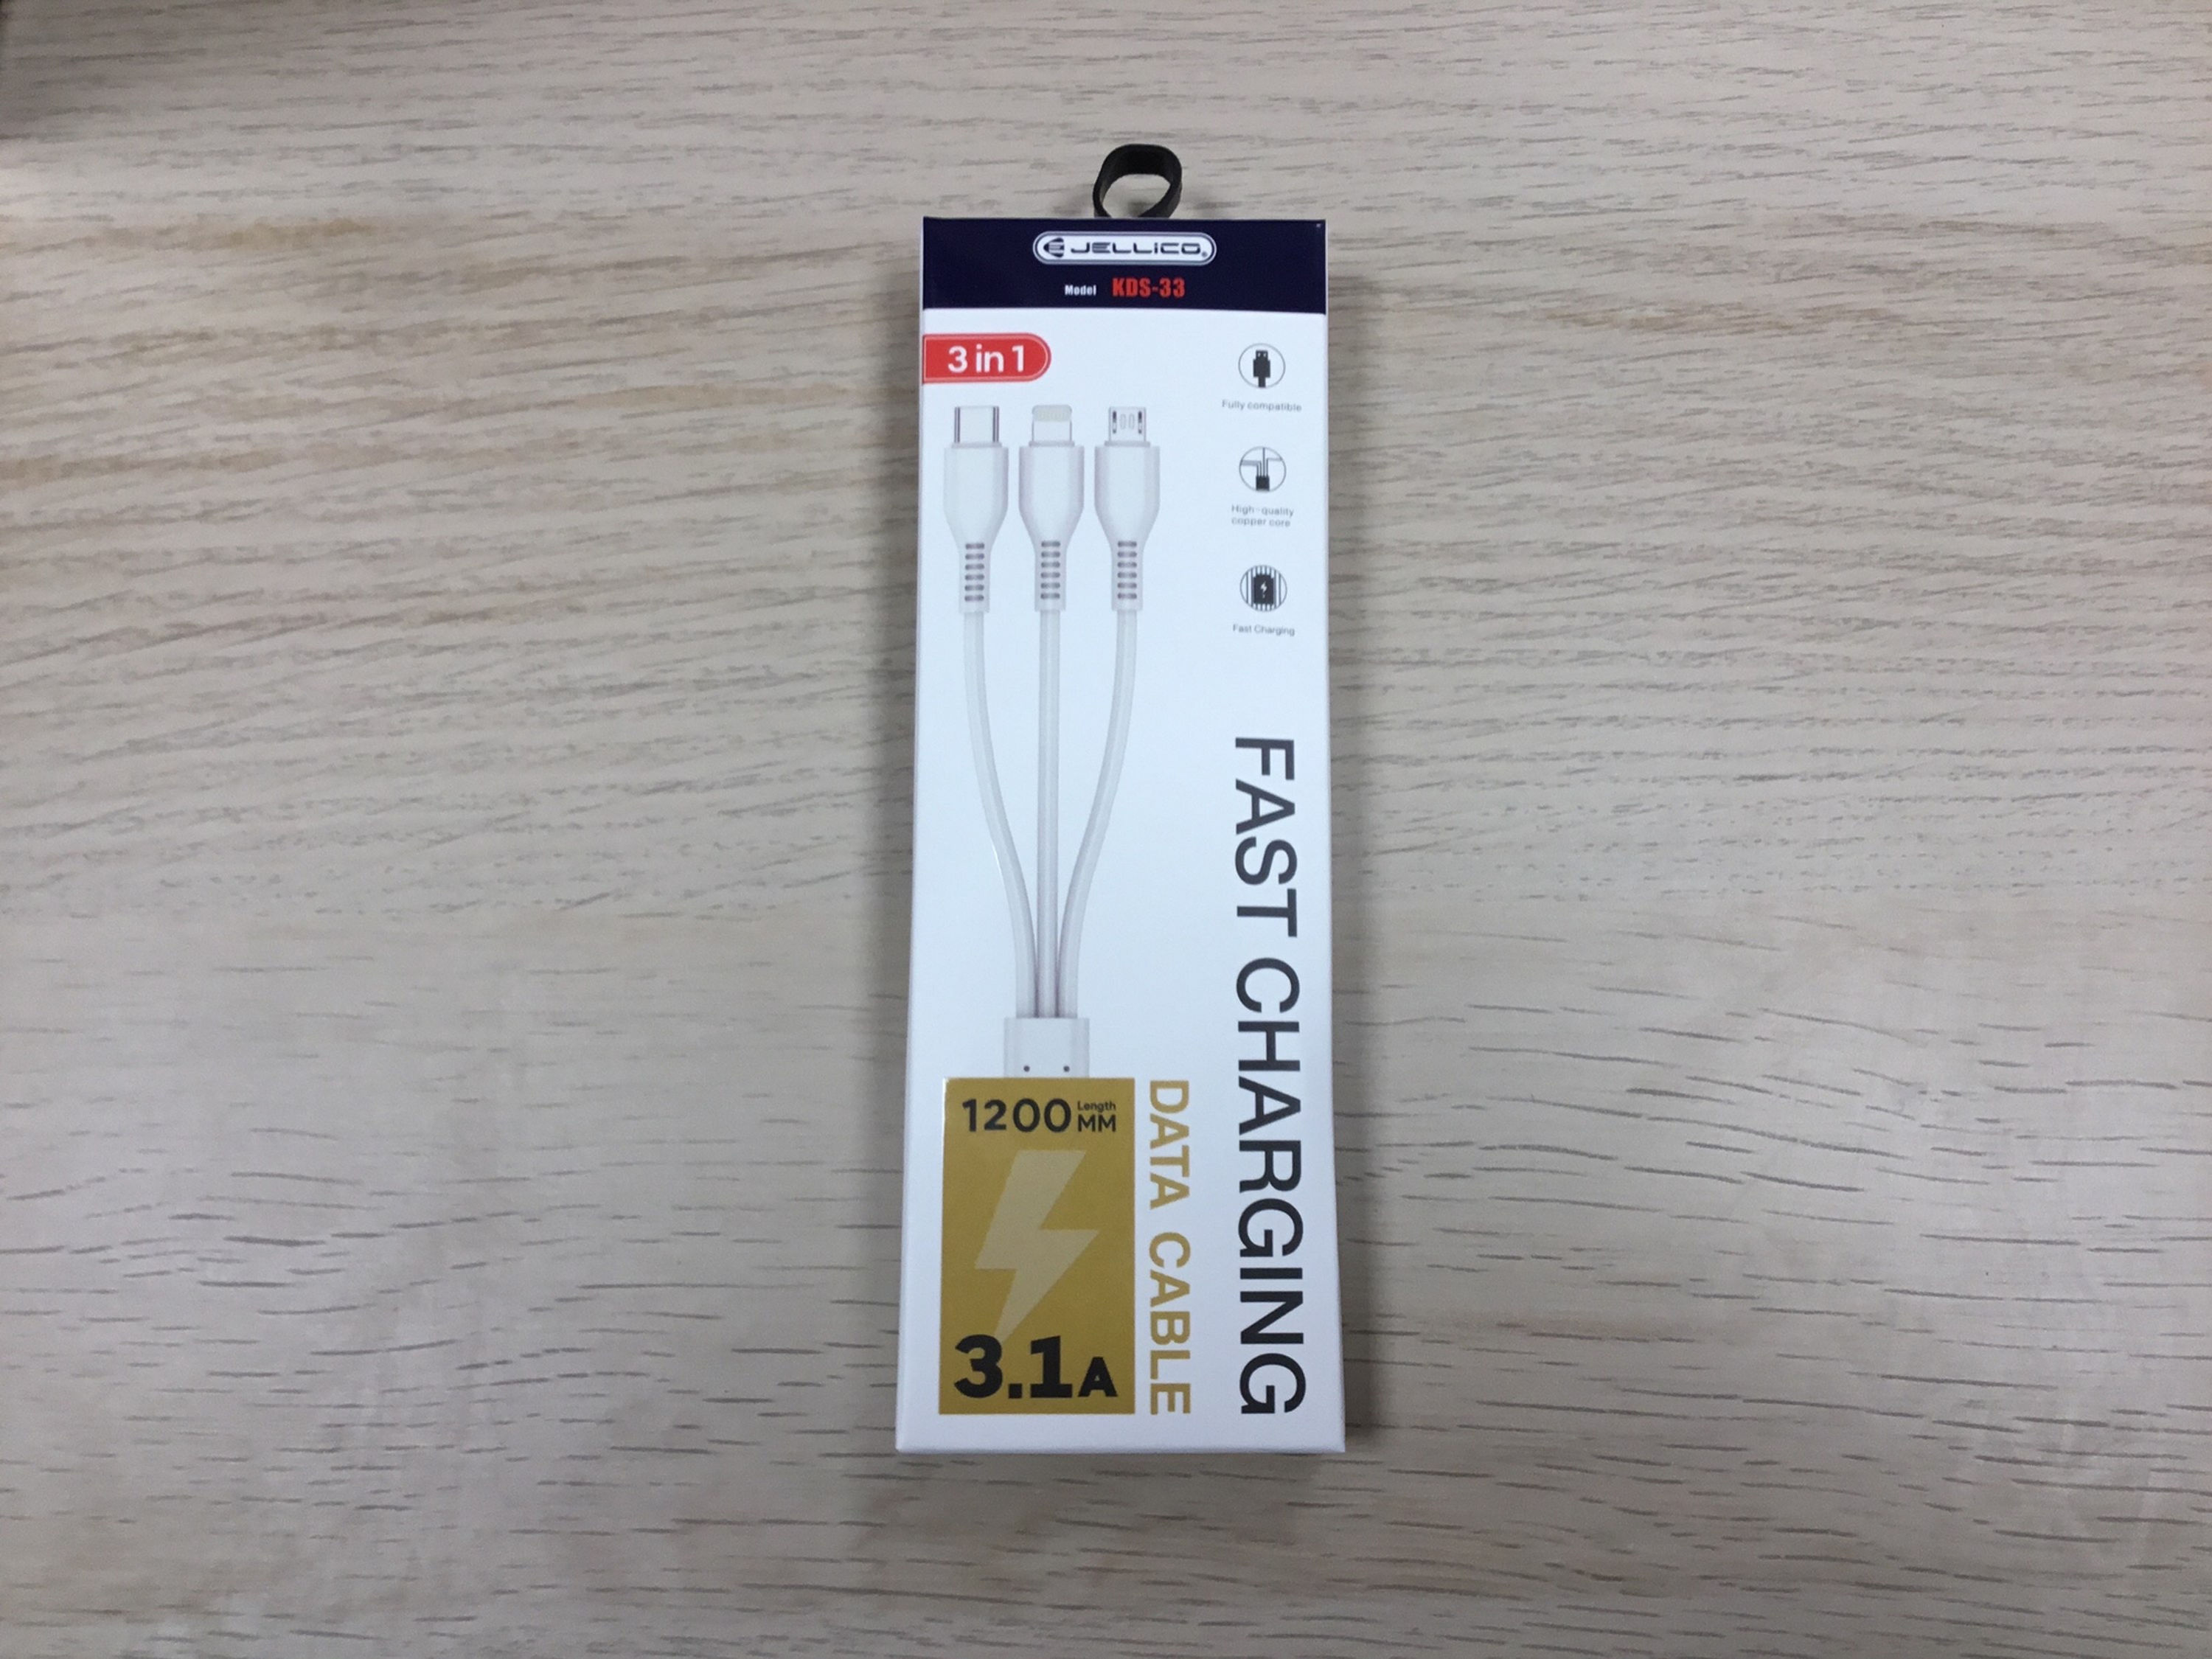 JELLICO
Model KDS-33
3 in 1
Fully compatible
High-quality
copper core
Fast Charging
FAST CHARGING
DATA CABLE
1200 Length MM
3.1A